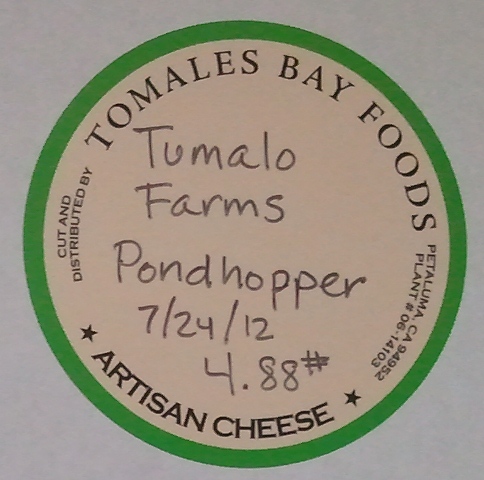 TOMALES BAY FOODS
CUT AND
DISTRIBUTED BY
Tumalo
Farms
Pondhopper
7/24/12
4.88#
PETALUMA, CA 94952
PLANT # 06-14103
★ ARTISAN CHEESE ★